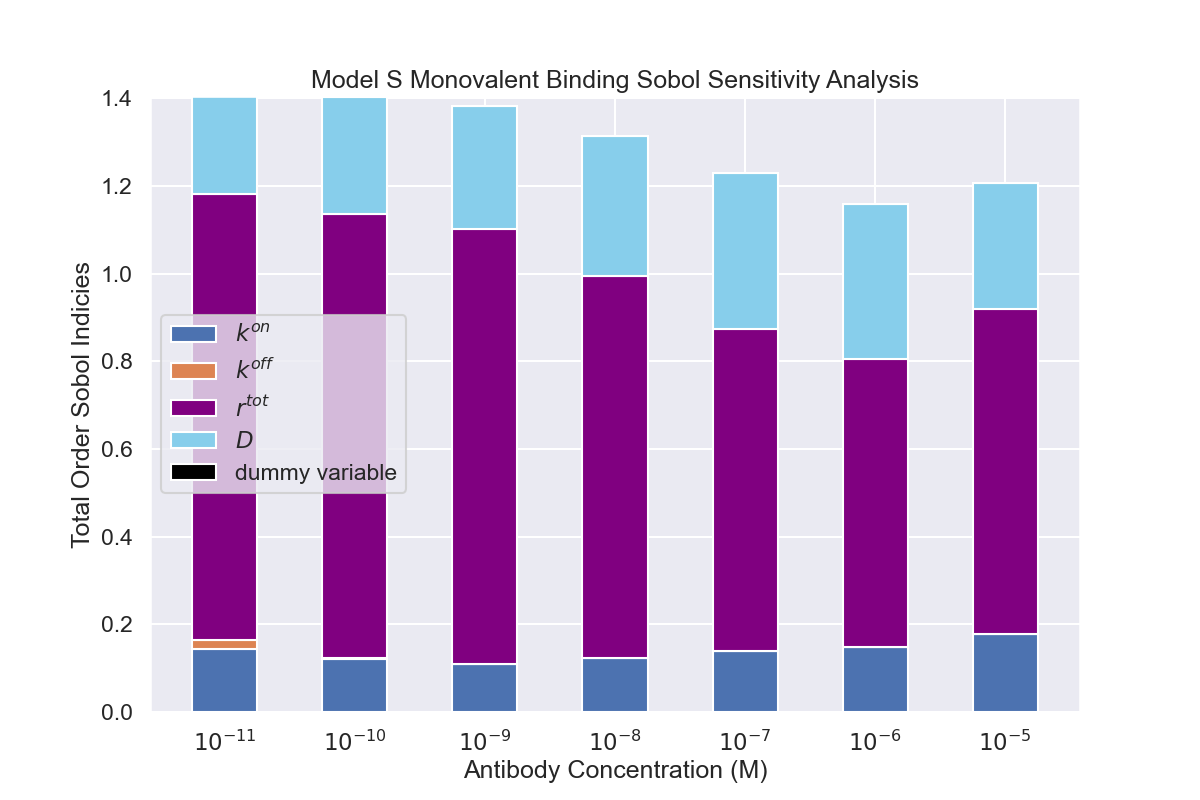 Model S Monovalent Binding Sobol Sensitivity Analysis
1.4
1.2
1.0
0.8
0.6
0.4
0.2
0.0
Total Order Sobol Indicies
k^on
k^off
r^tot
D
dummy variable
10^−11 10^−10 10^−9 10^−8 10^−7 10^−6 10^−5
Antibody Concentration (M)